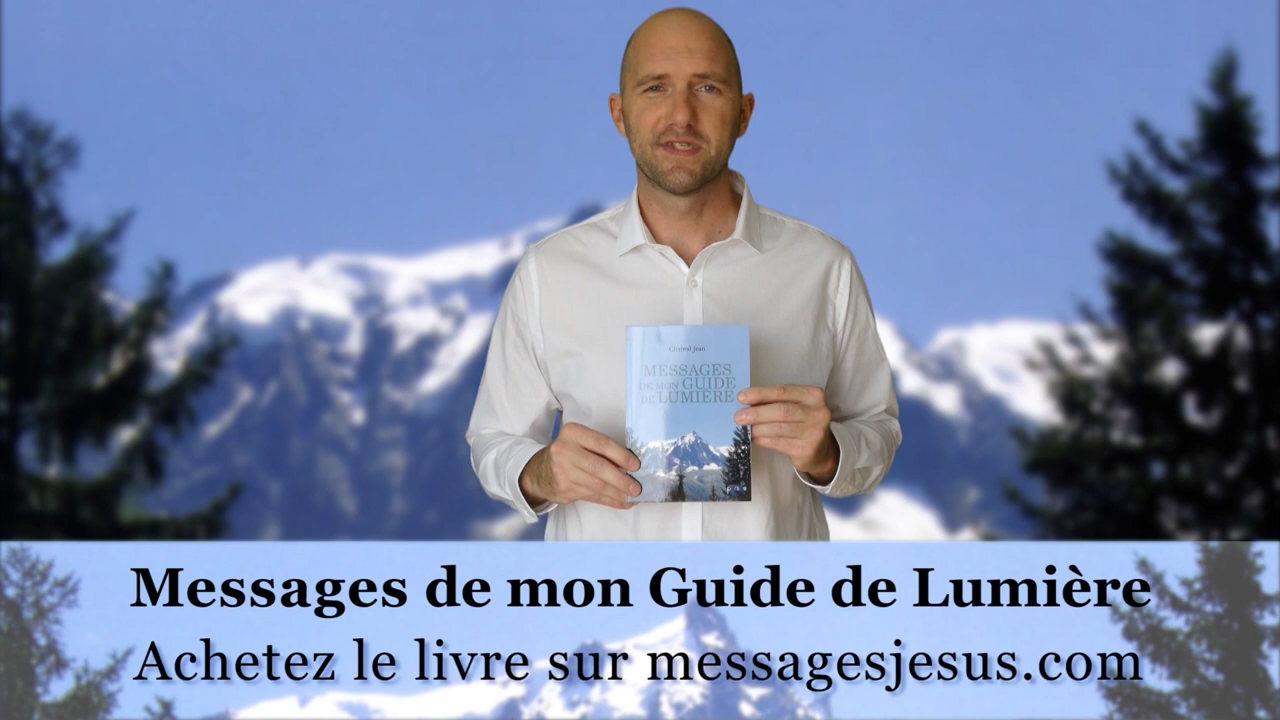 Chantal Jean
MESSAGES
DE MON GUIDE
DE LUMIÈRE
Messages de mon Guide de Lumière
Achetez le livre sur messagesjesus.com